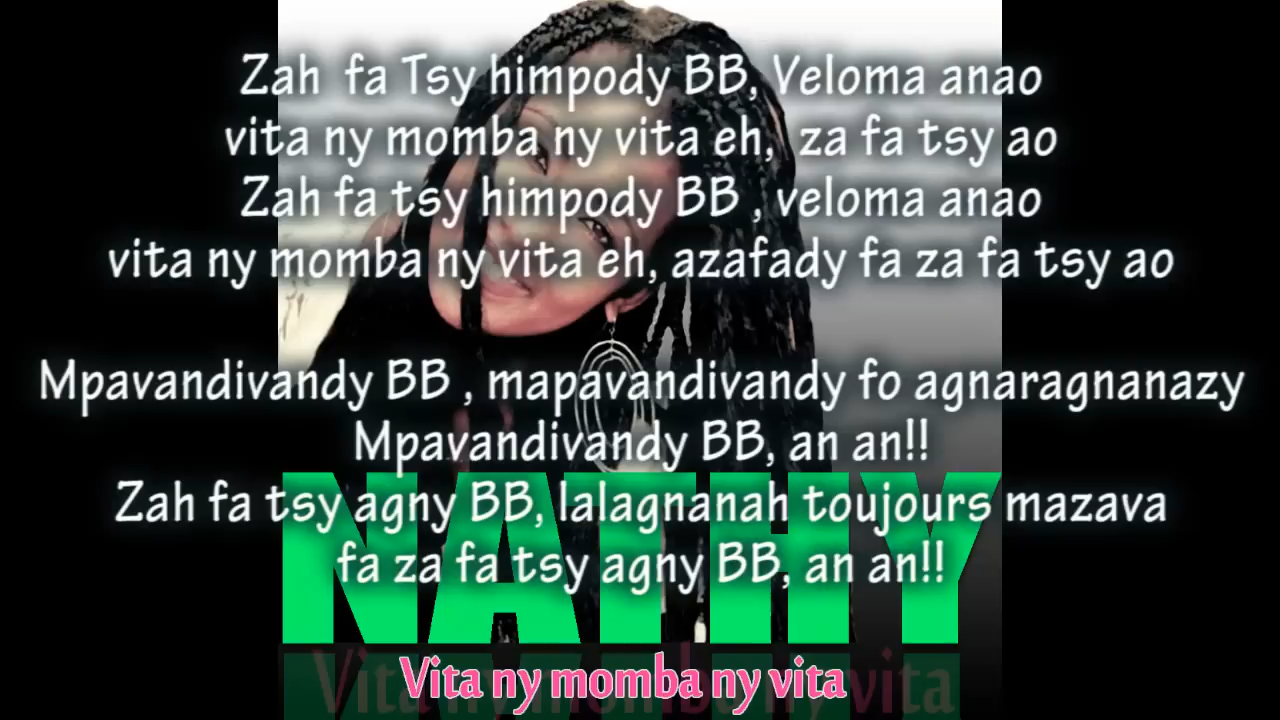 Zah fa Tsy himpody BB, Veloma anao
vita ny momba ny vita eh, za fa tsy ao
Zah fa tsy himpody BB , veloma anao
vita ny momba ny vita eh, azafady fa za fa tsy ao
Mpavandivandy BB , mapavandivandy fo agnaragnanazy
Mpavandivandy BB, an an!!
Zah fa tsy agny BB, lalagnanah toujours mazava
fa za fa tsy agny BB, an an!!
NATHY
Vita ny momba ny vita